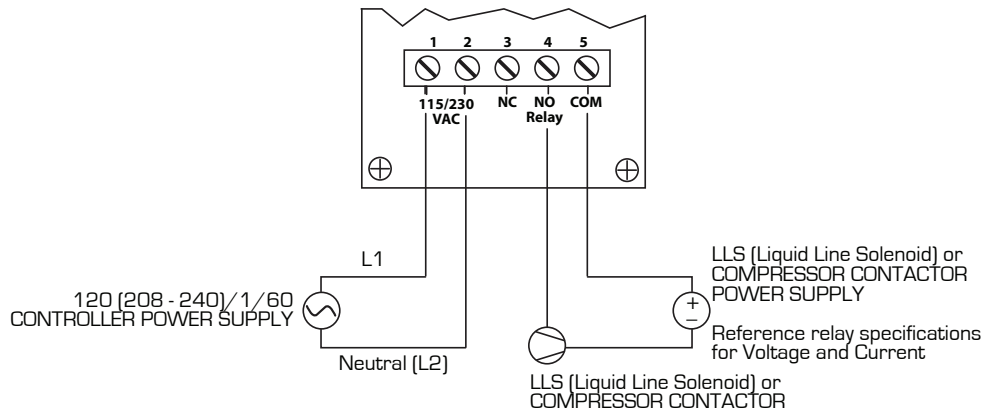 1 2 3 4 5
115/230 NC NO COM
VAC Relay
L1
120 (208 - 240)/1/60
CONTROLLER POWER SUPPLY
Neutral (L2)
LLS (Liquid Line Solenoid) or
COMPRESSOR CONTACTOR
POWER SUPPLY
+
–
Reference relay specifications
for Voltage and Current
LLS (Liquid Line Solenoid) or
COMPRESSOR CONTACTOR